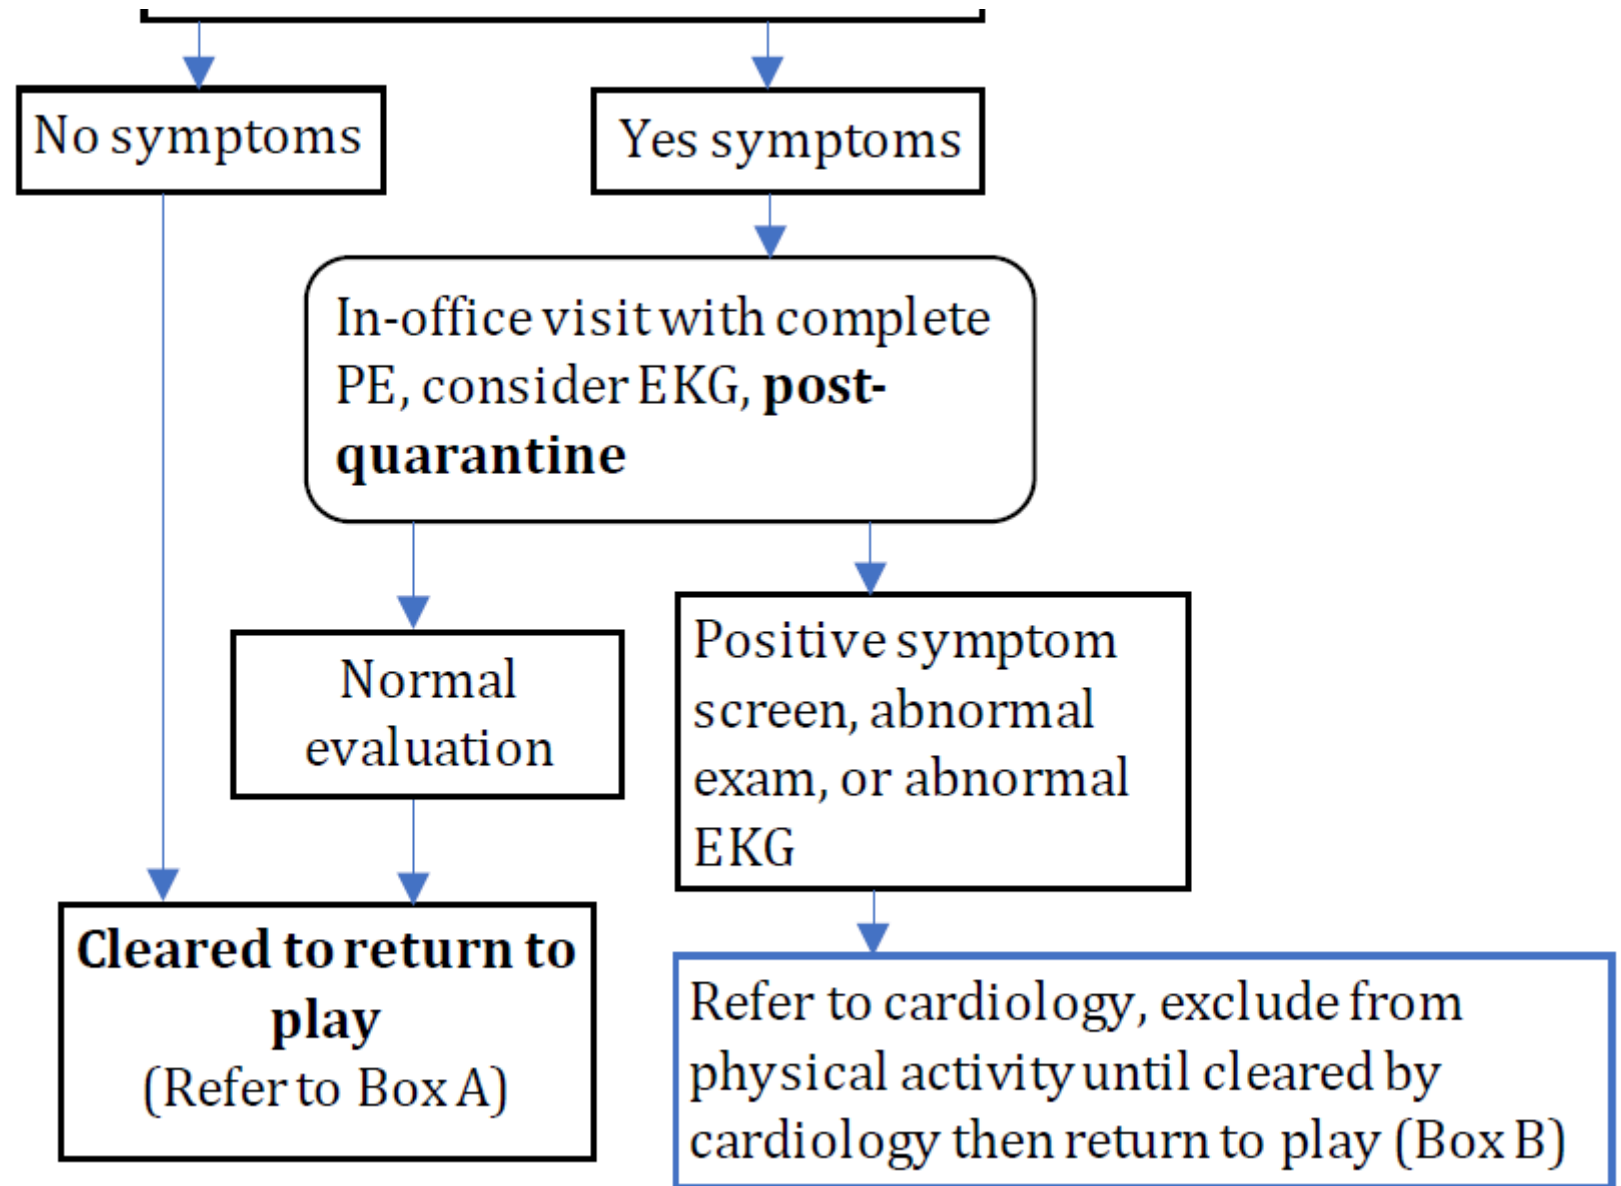 No symptoms
Yes symptoms
In-office visit with complete
PE, consider EKG, post-
quarantine
Normal
evaluation
Positive symptom
screen, abnormal
exam, or abnormal
EKG
Cleared to return to
play
(Refer to Box A)
Refer to cardiology, exclude from
physical activity until cleared by
cardiology then return to play (Box B)